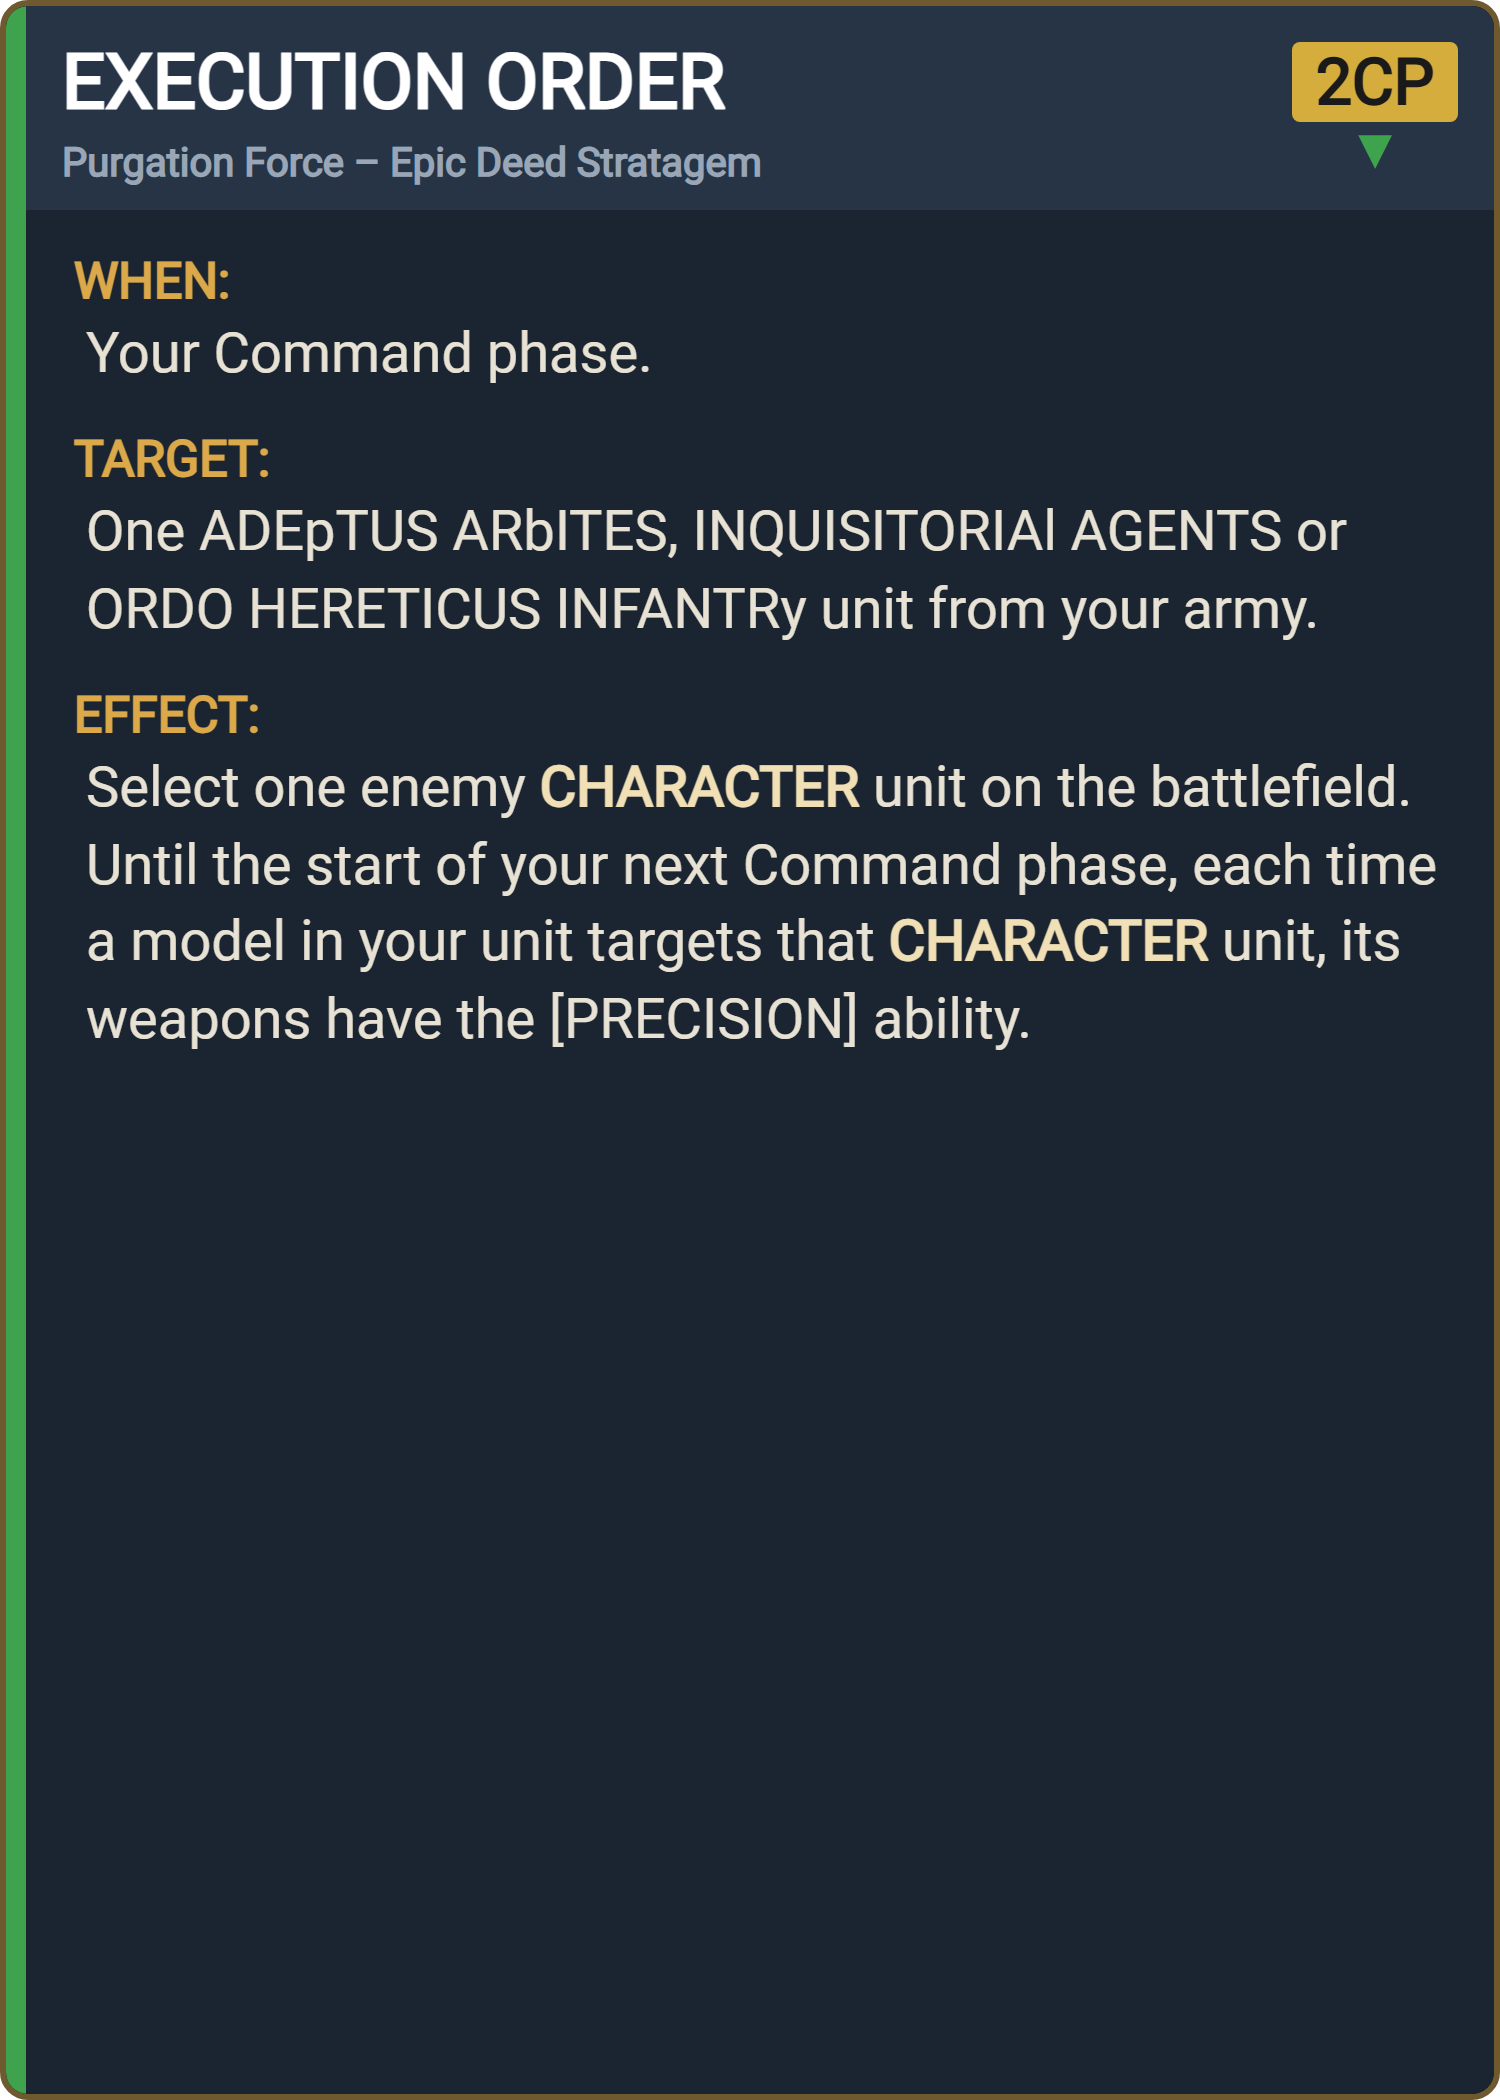 EXECUTION ORDER
2CP
Purgation Force – Epic Deed Stratagem
WHEN:
Your Command phase.
TARGET:
One ADEpTUS ARbITES, INQUISITORIAl AGENTS or
ORDO HERETICUS INFANTRy unit from your army.
EFFECT:
Select one enemy CHARACTER unit on the battlefield.
Until the start of your next Command phase, each time
a model in your unit targets that CHARACTER unit, its
weapons have the [PRECISION] ability.